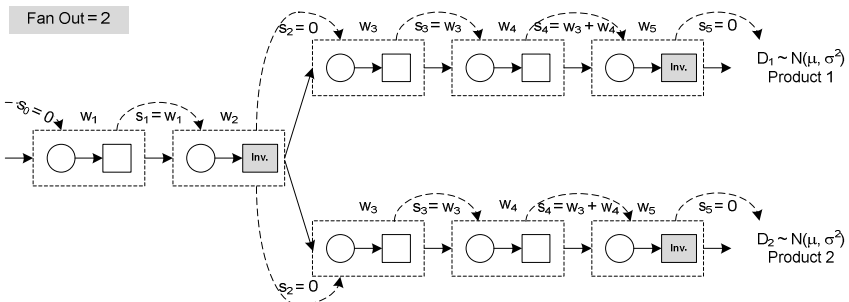 Fan Out = 2
s₂ = 0
w₃
s₃ = w₃
w₄
s₄ = w₃ + w₄
w₅
s₅ = 0
Inv.
D₁ ~ N(μ, σ²)
Product 1
s₀ = 0
w₁
s₁ = w₁
w₂
Inv.
w₃
s₃ = w₃
w₄
s₄ = w₃ + w₄
w₅
s₅ = 0
Inv.
D₂ ~ N(μ, σ²)
Product 2
s₂ = 0